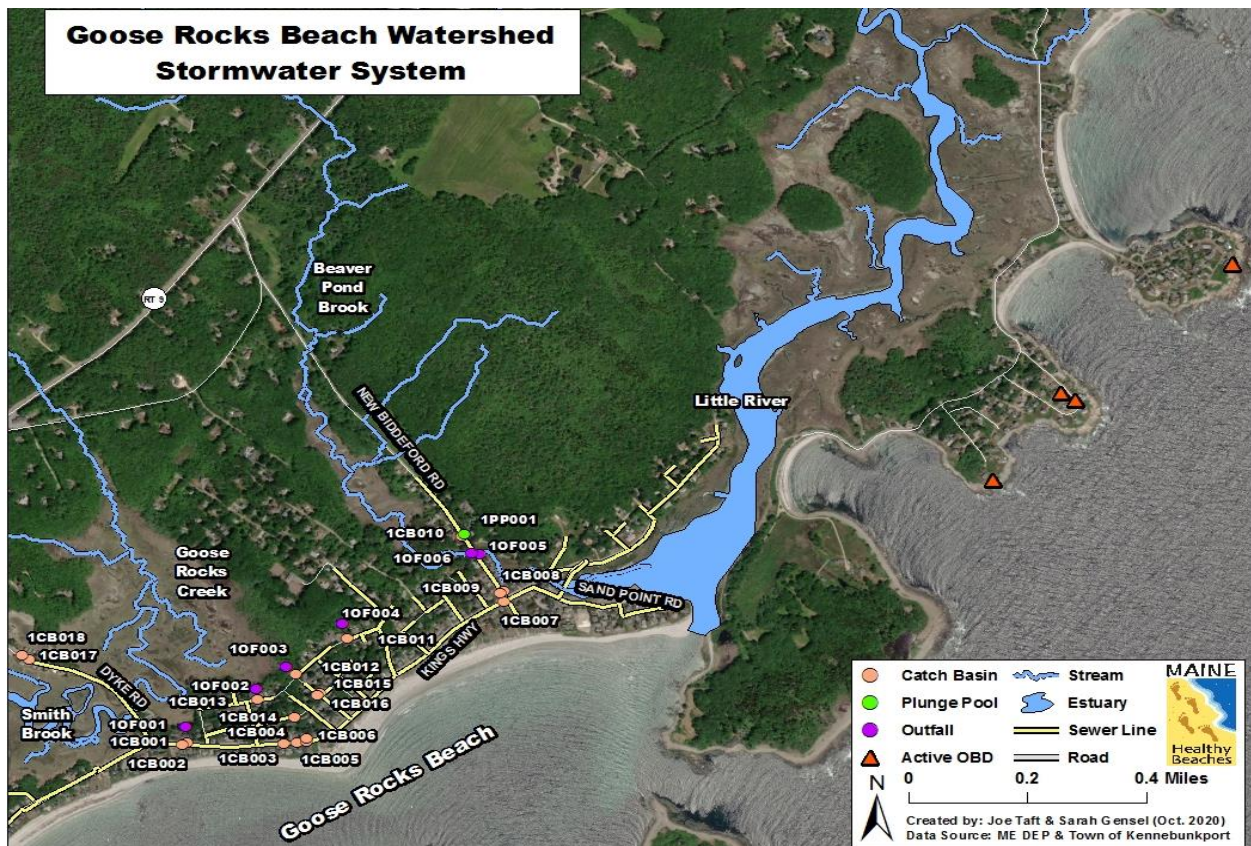 Goose Rocks Beach Watershed
Stormwater System
RT 9
Beaver
Pond
Brook
NEW BIDDEFORD RD
Little River
1PP001
1CB010
1OF005
1OF006
Goose
Rocks
Creek
1CB008
1CB009
SAND POINT RD
1CB007
1OF004
1CB018
1CB011
1CB017
1OF003
KINGS HWY
1CB012
DYKE RD
1OF002
1CB015
1CB013
1CB016
Smith
Brook
1OF001
1CB014
1CB004
1CB006
1CB001
1CB002
1CB003
1CB005
Goose Rocks Beach
Catch Basin
Plunge Pool
Outfall
Active OBD
Stream
Estuary
Sewer Line
Road
MAINE
Healthy
Beaches
N
0 0.2 0.4 Miles
Created by: Joe Taft & Sarah Gensel (Oct. 2020)
Data Source: ME DEP & Town of Kennebunkport